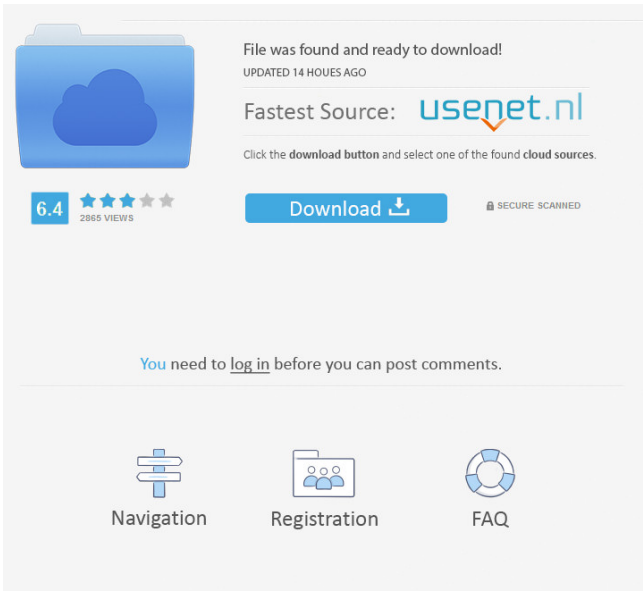 File was found and ready to download!
UPDATED 14 HOUES AGO
Fastest Source: usenet.nl
Click the download button and select one of the found cloud sources.
6.4
2865 VIEWS
Download
SECURE SCANNED
You need to log in before you can post comments.
Navigation
Registration
FAQ